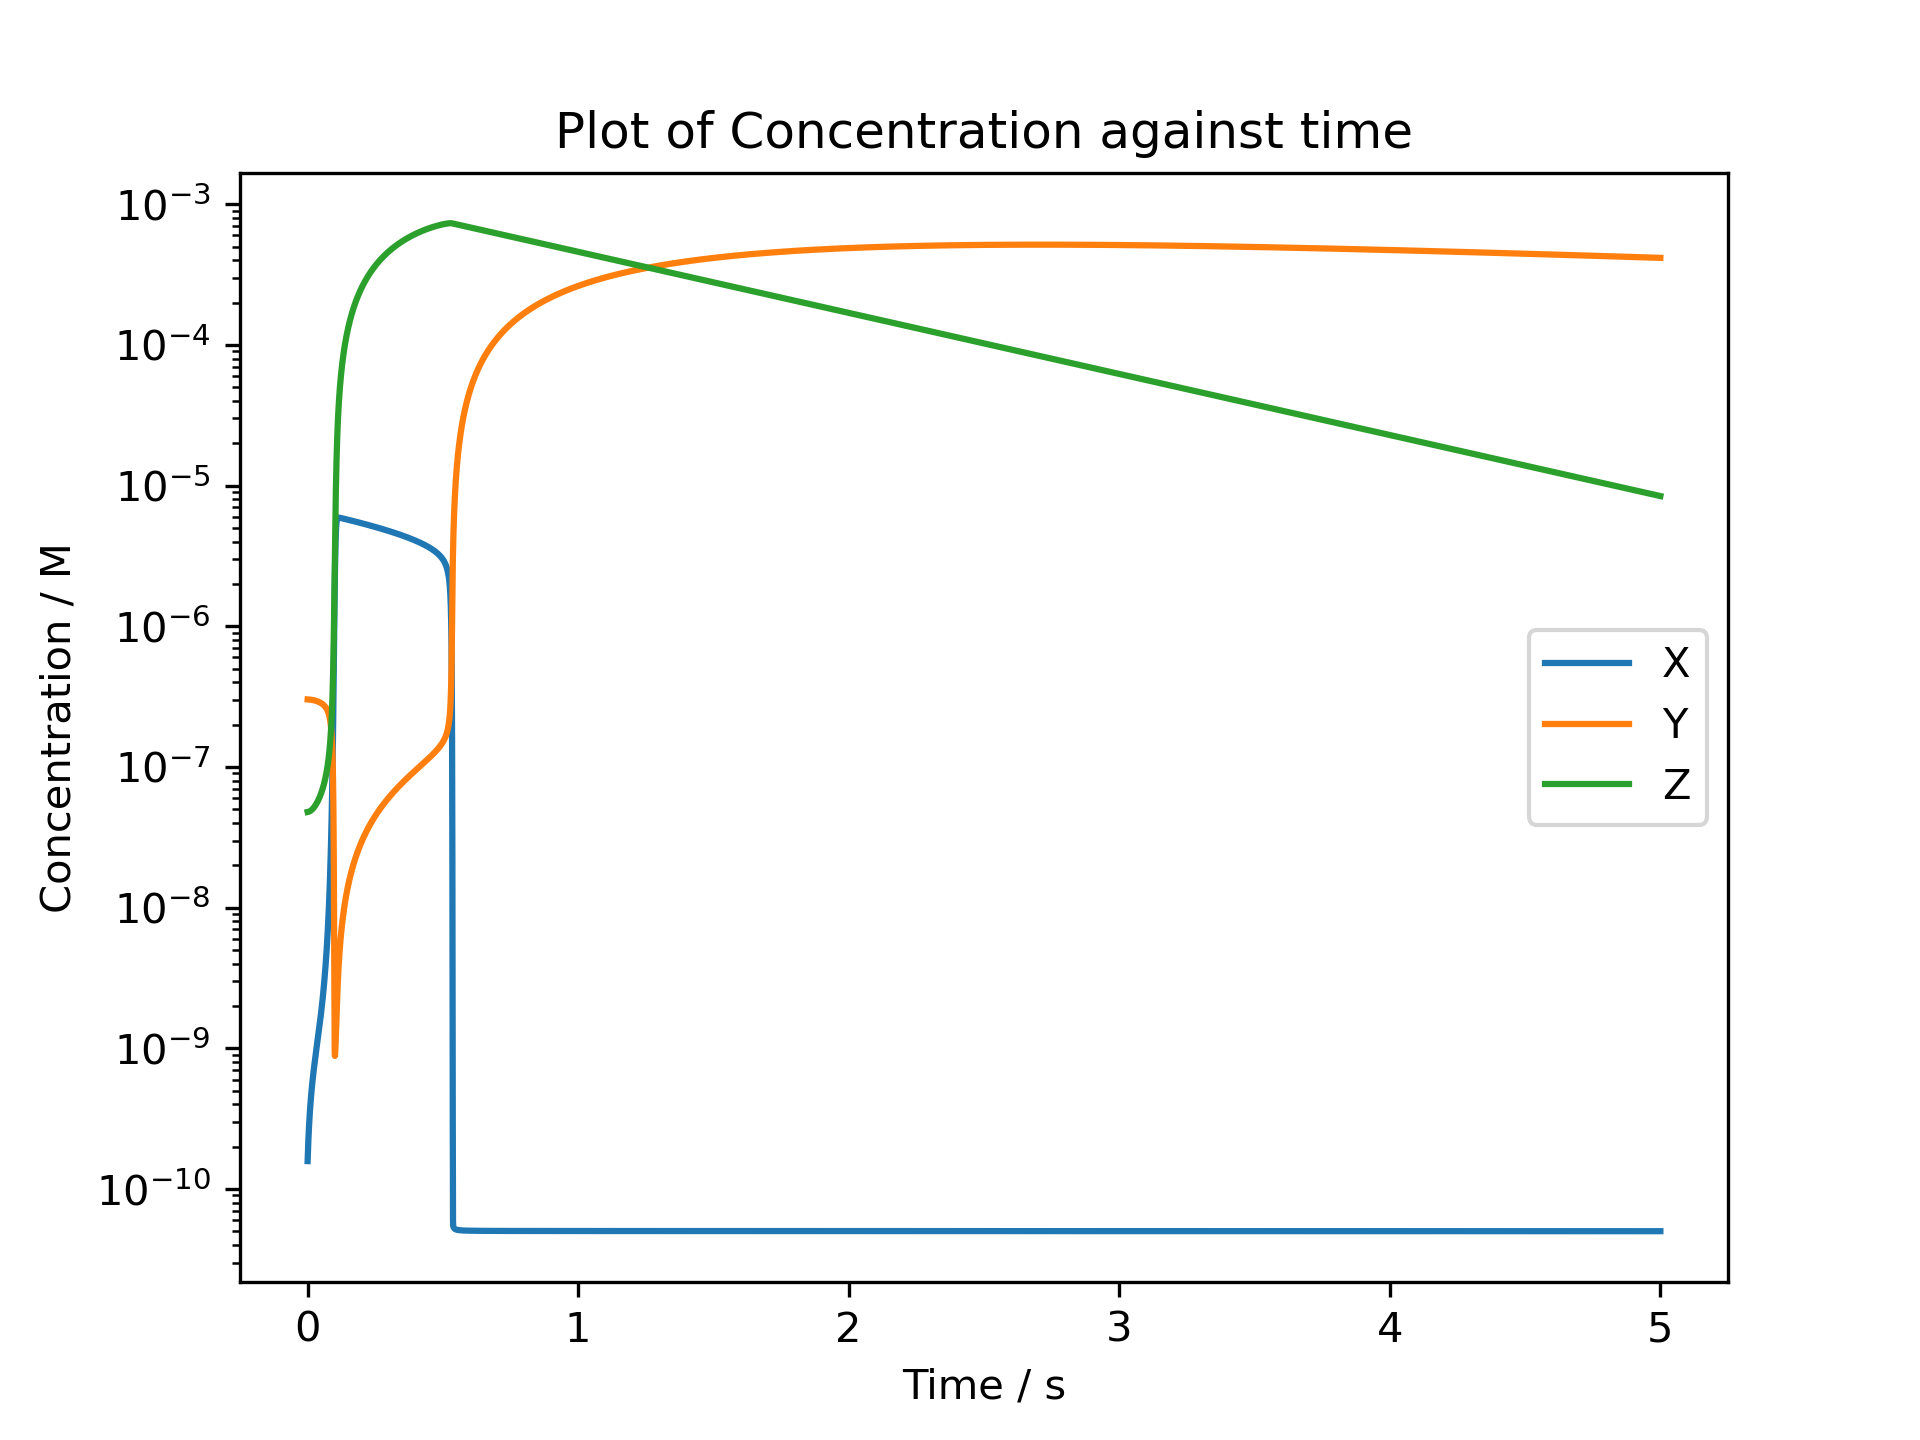 Plot of Concentration against time
Concentration / M
10⁻³
10⁻⁴
10⁻⁵
10⁻⁶
10⁻⁷
10⁻⁸
10⁻⁹
10⁻¹⁰
X
Y
Z
0 1 2 3 4 5
Time / s